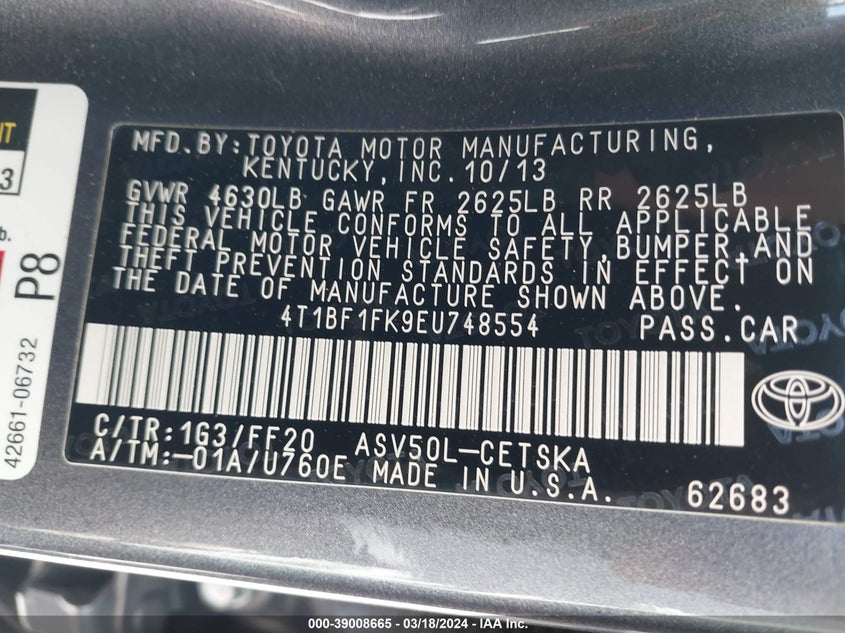 MFD.BY:TOYOTA MOTOR MANUFACTURING,
KENTUCKY,INC.10/13
GVWR 4630LB GAWR FR 2625LB RR 2625LB
THIS VEHICLE CONFORMS TO ALL APPLICABLE
FEDERAL MOTOR VEHICLE SAFETY,BUMPER,AND
THEFT PREVENTION STANDARDS IN EFFECT ON
THE DATE OF MANUFACTURE SHOWN ABOVE.
4T1BF1FK9EU748554 PASS.CAR
C/TR:1G3/FF20 ASV50L-CETSKA
A/TM:-01A/U760E MADE IN U.S.A. 62683
3
P8
42661-06732
000-39008665 - 03/18/2024 - IAA Inc.